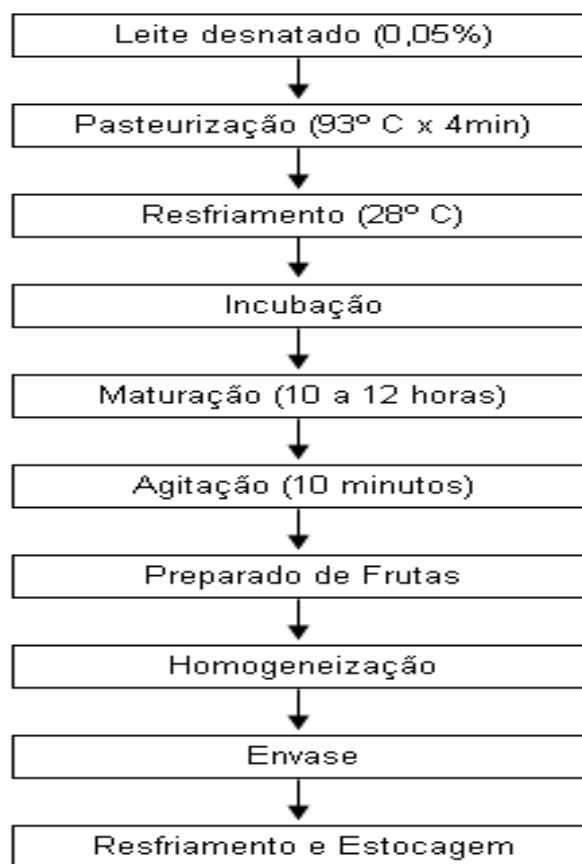 Leite desnatado (0,05%)
Pasteurização (93º C x 4min)
Resfriamento (28º C)
Incubação
Maturação (10 a 12 horas)
Agitação (10 minutos)
Preparado de Frutas
Homogeneização
Envase
Resfriamento e Estocagem